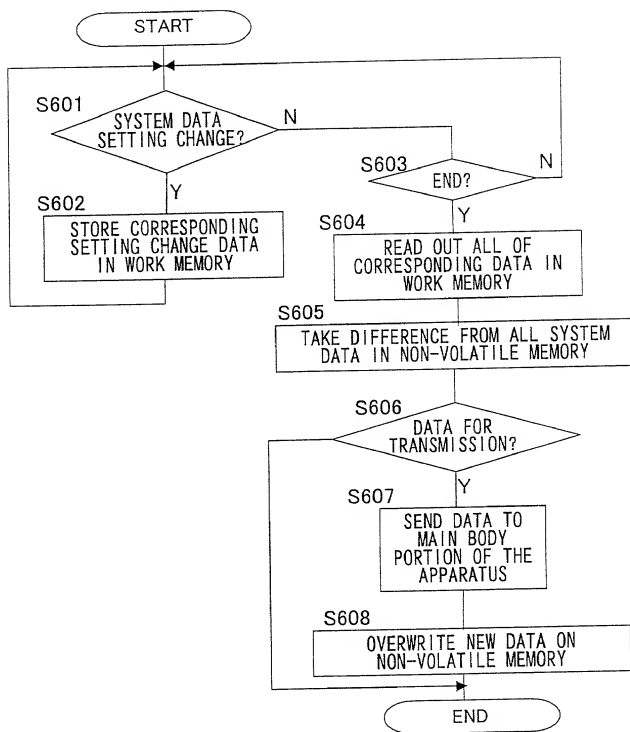 START
S601
SYSTEM DATA
SETTING CHANGE?
N
Y
S602
STORE CORRESPONDING
SETTING CHANGE DATA
IN WORK MEMORY
S603
END?
N
Y
S604
READ OUT ALL OF
CORRESPONDING DATA IN
WORK MEMORY
S605
TAKE DIFFERENCE FROM ALL SYSTEM
DATA IN NON-VOLATILE MEMORY
S606
DATA FOR
TRANSMISSION?
Y
S607
SEND DATA TO
MAIN BODY
PORTION OF THE
APPARATUS
S608
OVERWRITE NEW DATA ON
NON-VOLATILE MEMORY
END